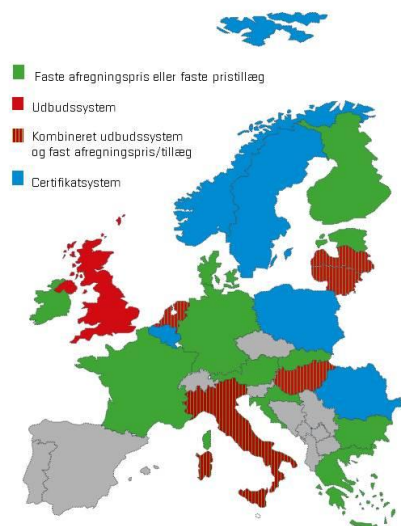 Faste afregningspris eller faste pristillæg
Udbudssystem
Kombineret udbudssystem
og fast afregningspris/tillæg
Certifikatsystem